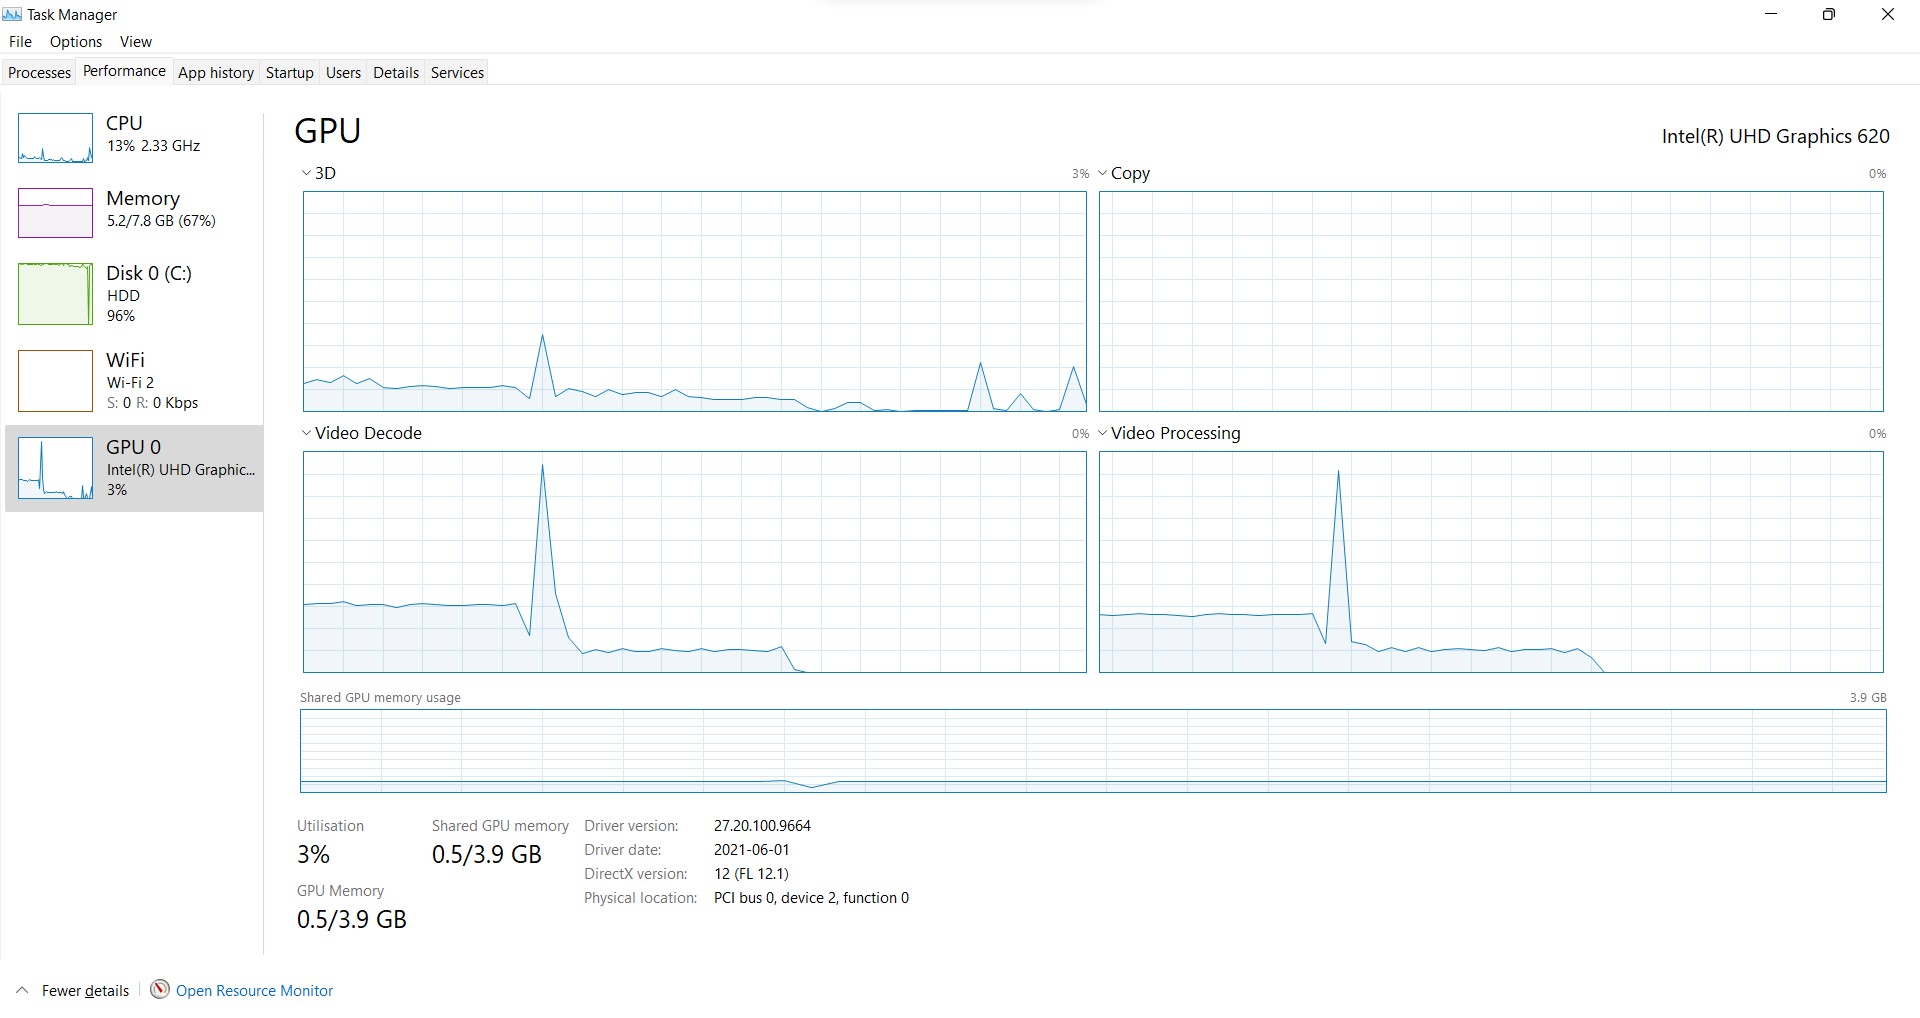 Task Manager
File Options View
Processes Performance App history Startup Users Details Services
CPU
13% 2.33 GHz
Memory
5.2/7.8 GB (67%)
Disk 0 (C:)
HDD
96%
WiFi
Wi-Fi 2
S: 0 R: 0 Kbps
GPU 0
Intel(R) UHD Graphic...
3%
GPU
Intel(R) UHD Graphics 620
3D 3%
Copy 0%
Video Decode 0%
Video Processing 0%
Shared GPU memory usage 3.9 GB
Utilisation
3%
Shared GPU memory
0.5/3.9 GB
GPU Memory
0.5/3.9 GB
Driver version: 27.20.100.9664
Driver date: 2021-06-01
DirectX version: 12 (FL 12.1)
Physical location: PCI bus 0, device 2, function 0
Fewer details
Open Resource Monitor